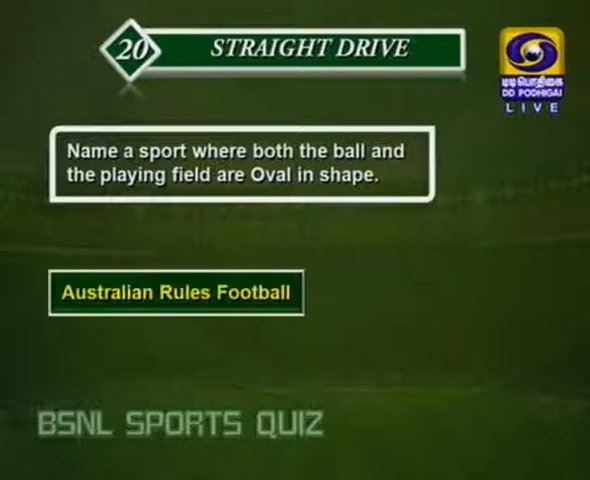 20 STRAIGHT DRIVE
டிடி பொதிகை
DD PODHIGAI
LIVE
Name a sport where both the ball and
the playing field are Oval in shape.
Australian Rules Football
BSNL SPORTS QUIZ